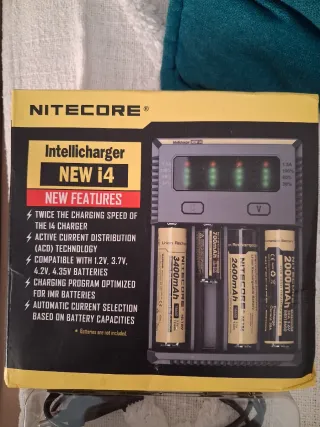 NITECORE®
Intellicharger
NEW i4
NEW FEATURES
TWICE THE CHARGING SPEED OF
THE I4 CHARGER
ACTIVE CURRENT DISTRIBUTION
(ACD) TECHNOLOGY
COMPATIBLE WITH 1.2V, 3.7V,
4.2V, 4.35V BATTERIES
CHARGING PROGRAM OPTIMIZED
FOR IMR BATTERIES
AUTOMATIC CURRENT SELECTION
BASED ON BATTERY CAPACITIES
* Batteries are not included.
C
V
3400mAh
700mAh
NITECORE
2600mAh
2000mAh